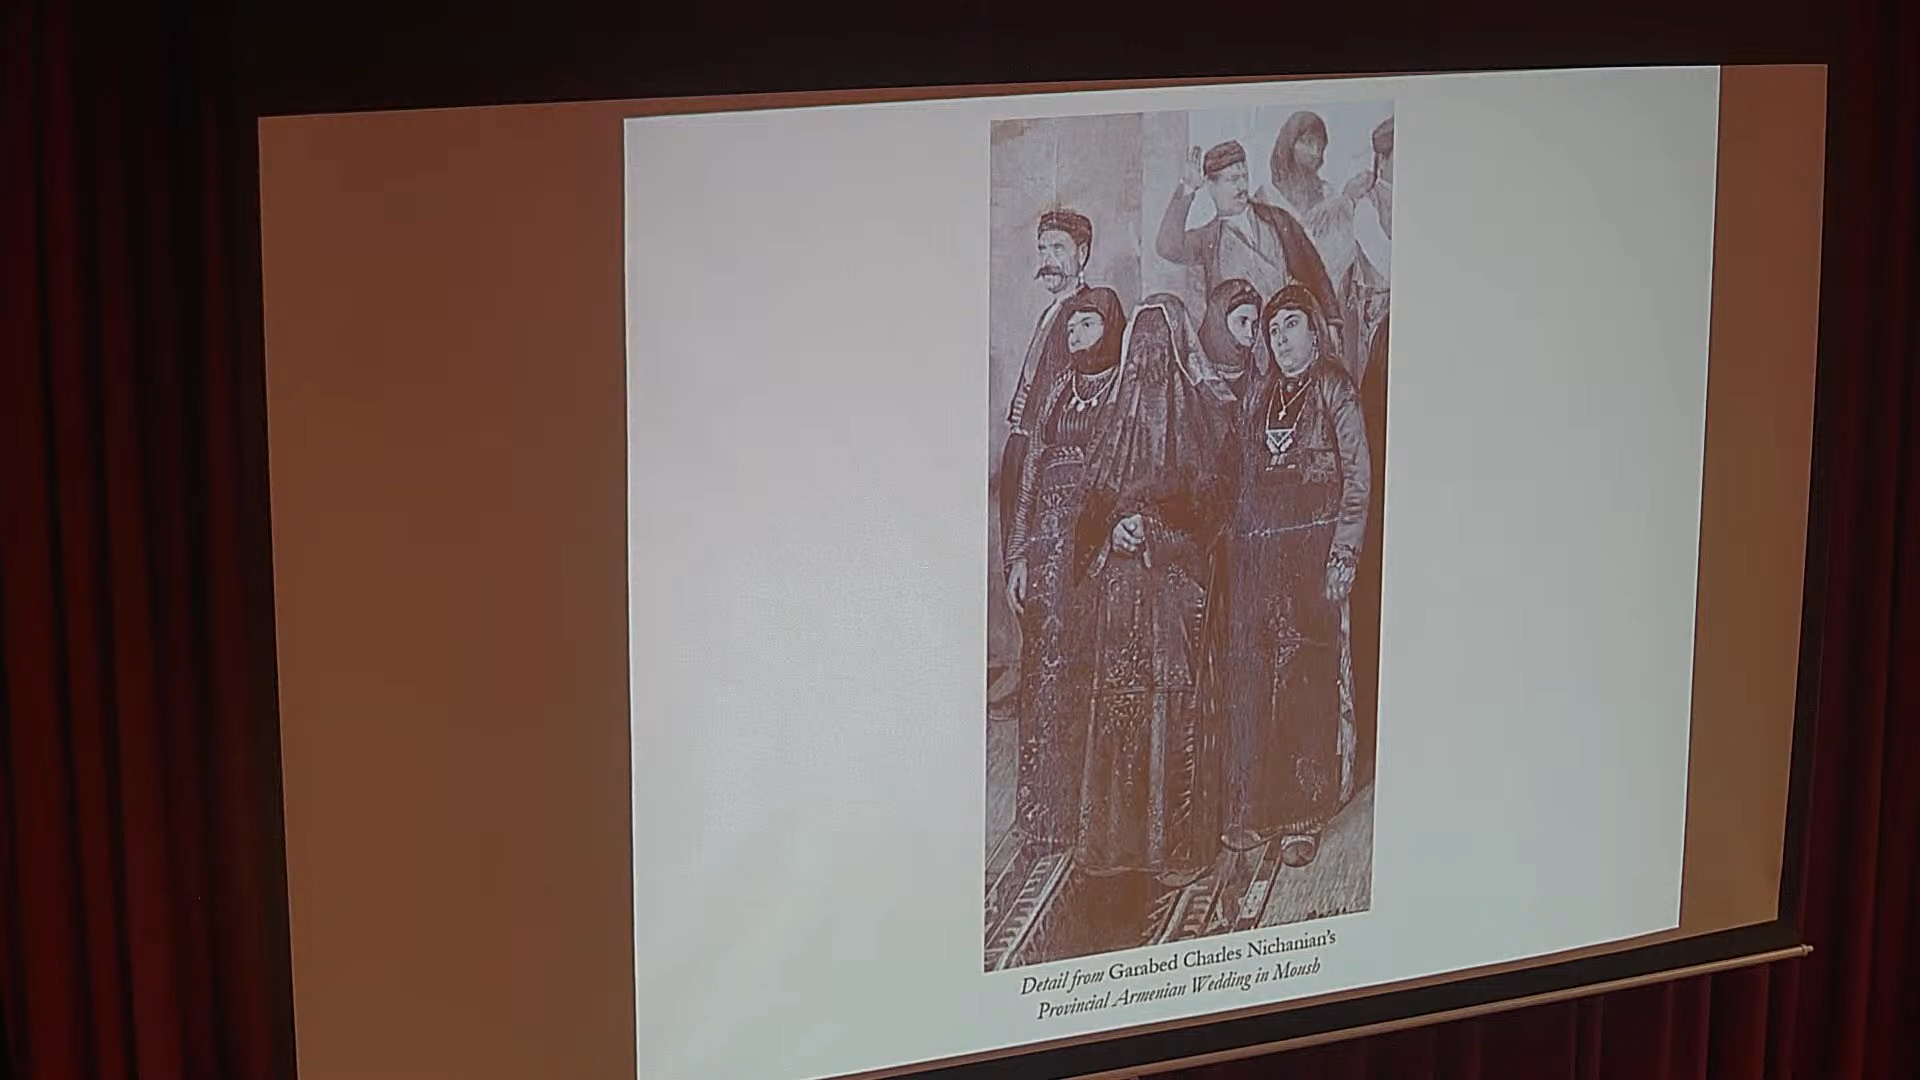 Detail from Garabed Charles Nichanian's
Provincial Armenian Wedding in Moush